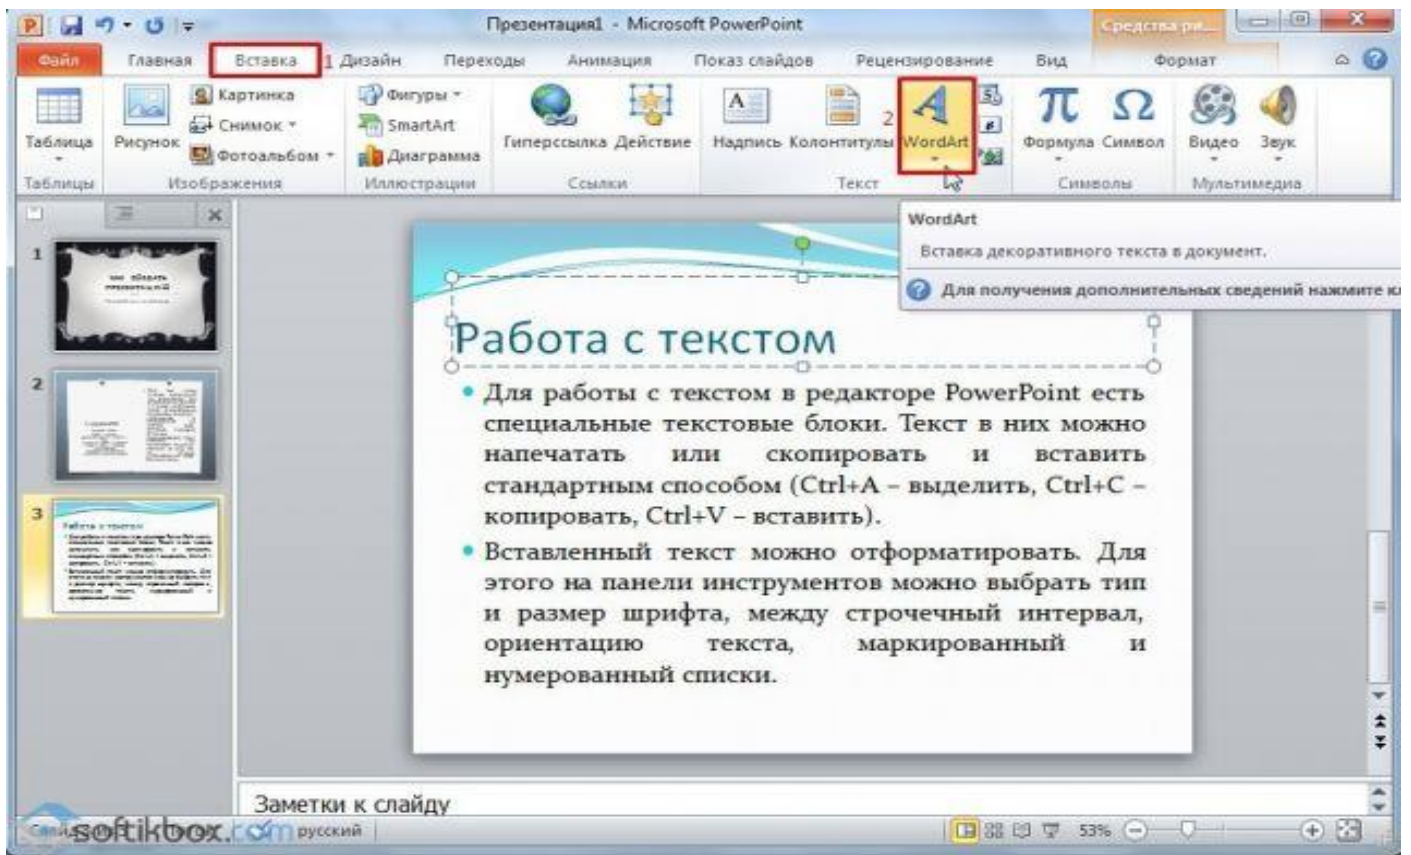 Презентация1 - Microsoft PowerPoint
Средства ри...
Файл Главная Вставка 1 Дизайн Переходы Анимация Показ слайдов Рецензирование Вид Формат
Картинка Фигуры
Снимок SmartArt
Фотоальбом Диаграмма
Таблица Рисунок Гиперссылка Действие Надпись Колонтитулы 2 WordArt Формула Символ Видео Звук
Таблицы Изображения Иллюстрации Ссылки Текст Символы Мультимедиа
WordArt
Вставка декоративного текста в документ.
Для получения дополнительных сведений нажмите
1
2
3
Работа с текстом
Работа с текстом
• Для работы с текстом в редакторе PowerPoint есть
специальные текстовые блоки. Текст в них можно
напечатать или скопировать и вставить
стандартным способом (Ctrl+A – выделить, Ctrl+C –
копировать, Ctrl+V – вставить).
• Вставленный текст можно отформатировать. Для
этого на панели инструментов можно выбрать тип
и размер шрифта, между строчечный интервал,
ориентацию текста, маркированный и
нумерованный списки.
Заметки к слайду
softikbox.com
русский
53%